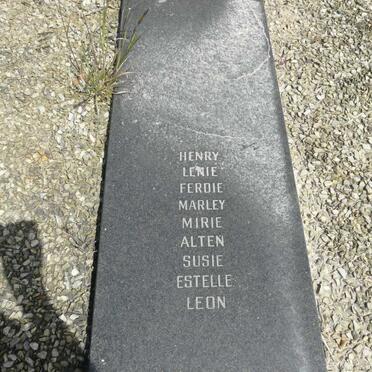 HENRY
LENIE
FERDIE
MARLEY
MIRIE
ALTEN
SUSIE
ESTELLE
LEON